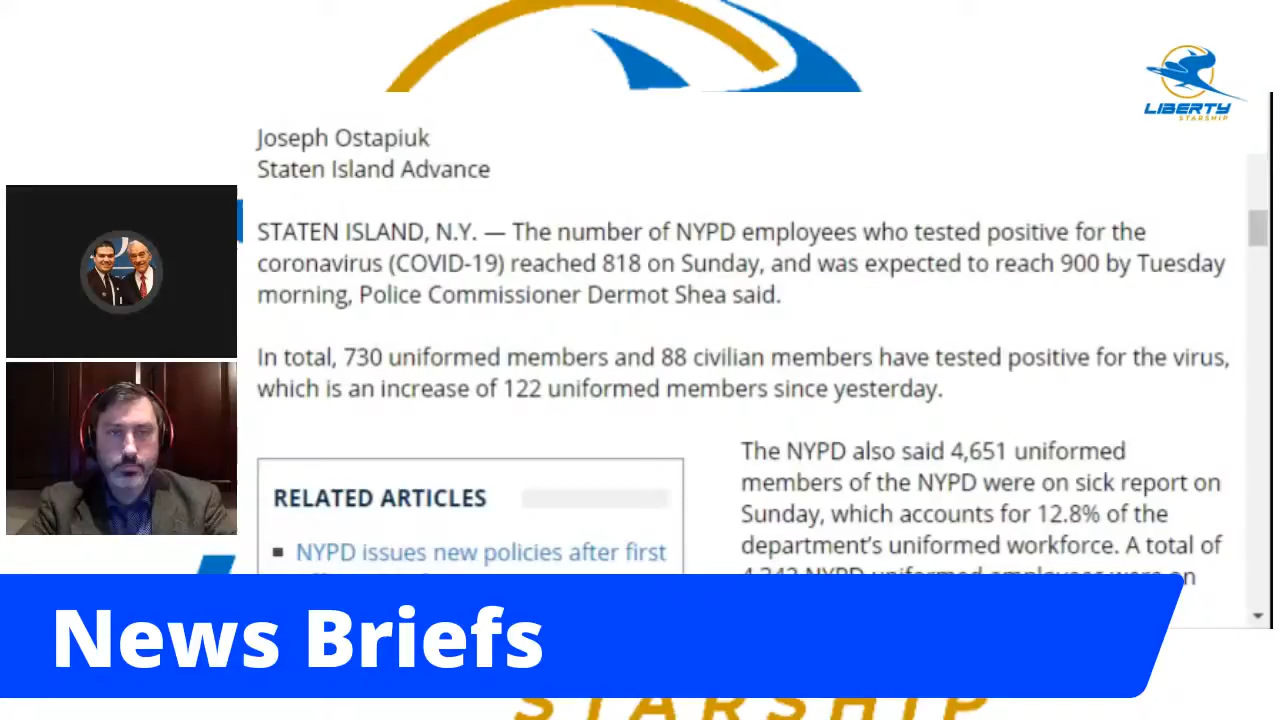 LIBERTY
STARSHIP
Joseph Ostapiuk
Staten Island Advance
STATEN ISLAND, N.Y. — The number of NYPD employees who tested positive for the
coronavirus (COVID-19) reached 818 on Sunday, and was expected to reach 900 by Tuesday
morning, Police Commissioner Dermot Shea said.
In total, 730 uniformed members and 88 civilian members have tested positive for the virus,
which is an increase of 122 uniformed members since yesterday.
RELATED ARTICLES
NYPD issues new policies after first
The NYPD also said 4,651 uniformed
members of the NYPD were on sick report on
Sunday, which accounts for 12.8% of the
department's uniformed workforce. A total of
NYPD uniformed employees were on
News Briefs
STARSHIP